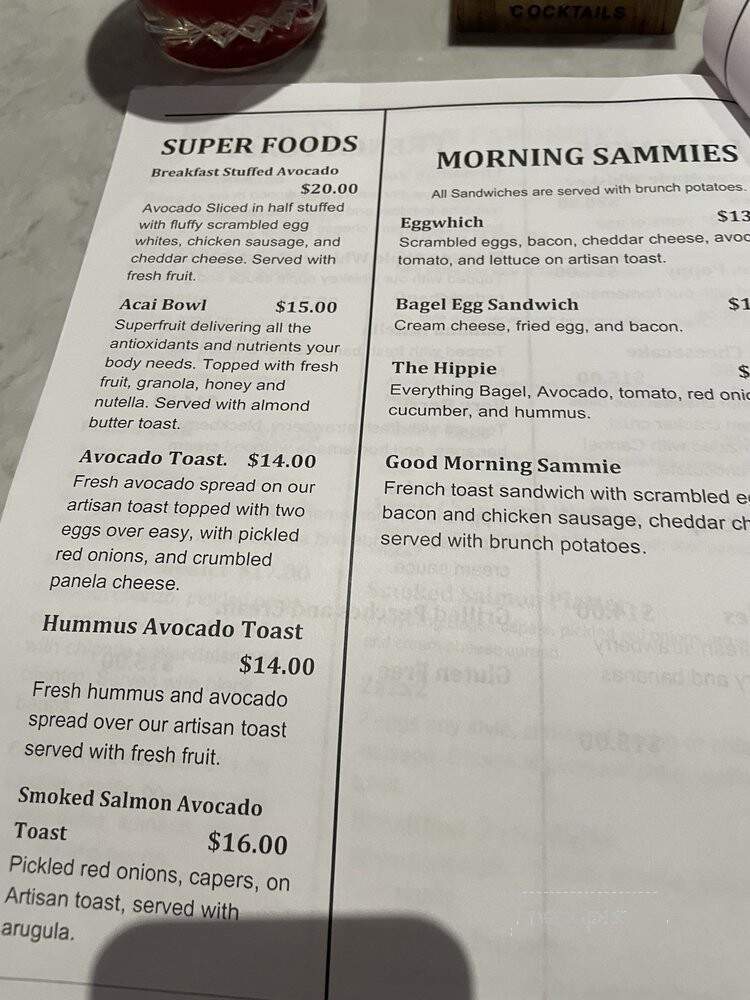 COCKTAILS
SUPER FOODS
Breakfast Stuffed Avocado
$20.00
Avocado Sliced in half stuffed
with fluffy scrambled egg
whites, chicken sausage, and
cheddar cheese. Served with
fresh fruit.
Acai Bowl $15.00
Superfruit delivering all the
antioxidants and nutrients your
body needs. Topped with fresh
fruit, granola, honey and
nutella. Served with almond
butter toast.
Avocado Toast. $14.00
Fresh avocado spread on our
artisan toast topped with two
eggs over easy, with pickled
red onions, and crumbled
panela cheese.
Hummus Avocado Toast
$14.00
Fresh hummus and avocado
spread over our artisan toast
served with fresh fruit.
Smoked Salmon Avocado
Toast $16.00
Pickled red onions, capers, on
Artisan toast, served with
arugula.
MORNING SAMMIES
All Sandwiches are served with brunch potatoes.
Eggwhich $13
Scrambled eggs, bacon, cheddar cheese, avoc
tomato, and lettuce on artisan toast.
Bagel Egg Sandwich $1
Cream cheese, fried egg, and bacon.
The Hippie $
Everything Bagel, Avocado, tomato, red onio
cucumber, and hummus.
Good Morning Sammie
French toast sandwich with scrambled e
bacon and chicken sausage, cheddar ch
served with brunch potatoes.